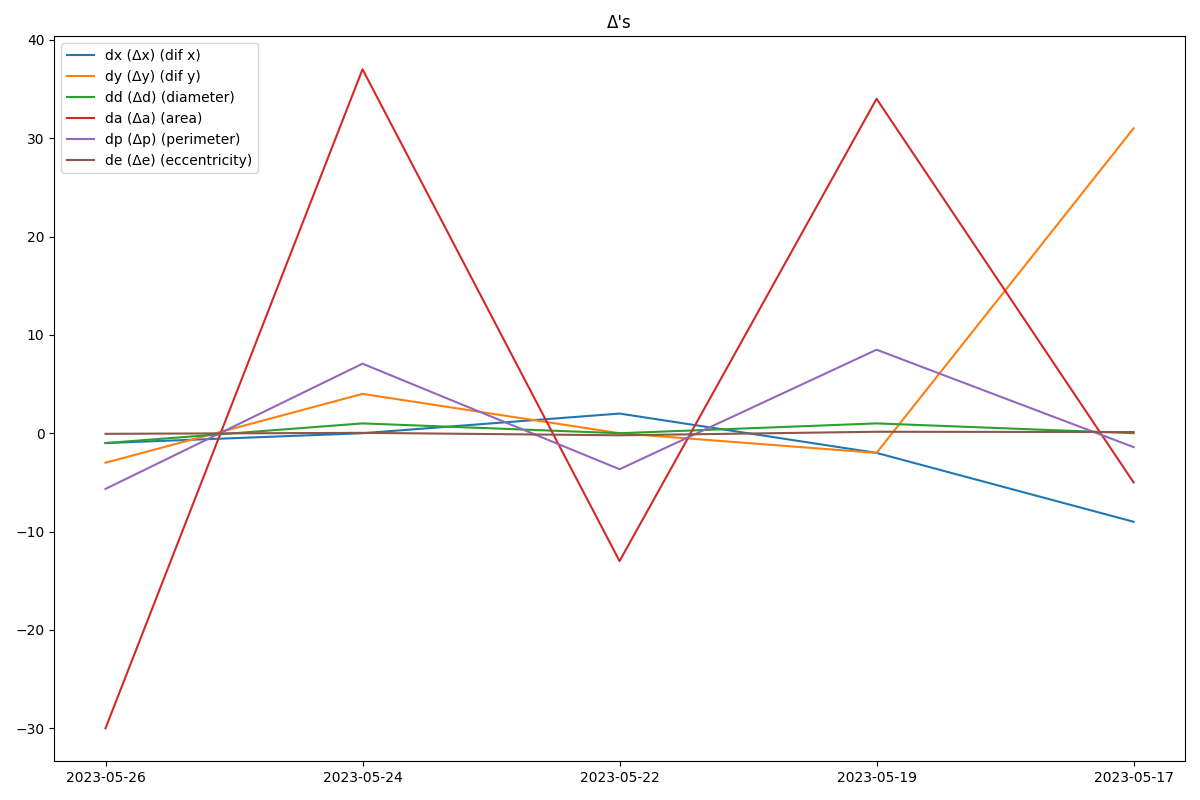 Δ's
40
30
20
10
0
−10
−20
−30
dx (Δx) (dif x)
dy (Δy) (dif y)
dd (Δd) (diameter)
da (Δa) (area)
dp (Δp) (perimeter)
de (Δe) (eccentricity)
2023-05-26 2023-05-24 2023-05-22 2023-05-19 2023-05-17